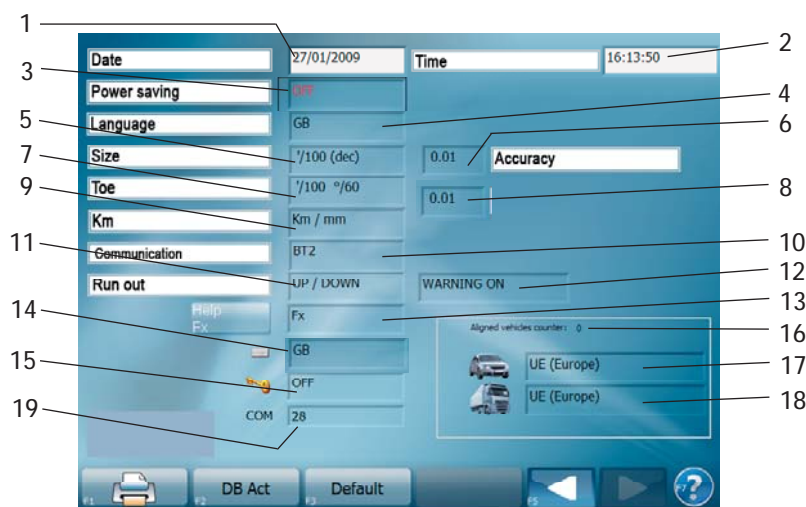 1
2
Date 27/01/2009 Time 16:13:50
3
Power saving OFF
4
Language GB
5
6
Size '/100 (dec) 0.01 Accuracy
7
Toe '/100 °/60 0.01
8
9
Km Km / mm
10
Communication BT2
11
12
Run out UP / DOWN WARNING ON
13
Help Fx Fx
14
Aligned vehicles counter: 0
16
GB
UE (Europe)
17
15
OFF
UE (Europe)
18
19
COM 28
F1
F2 DB Act
F3 Default
F5
F7 ?